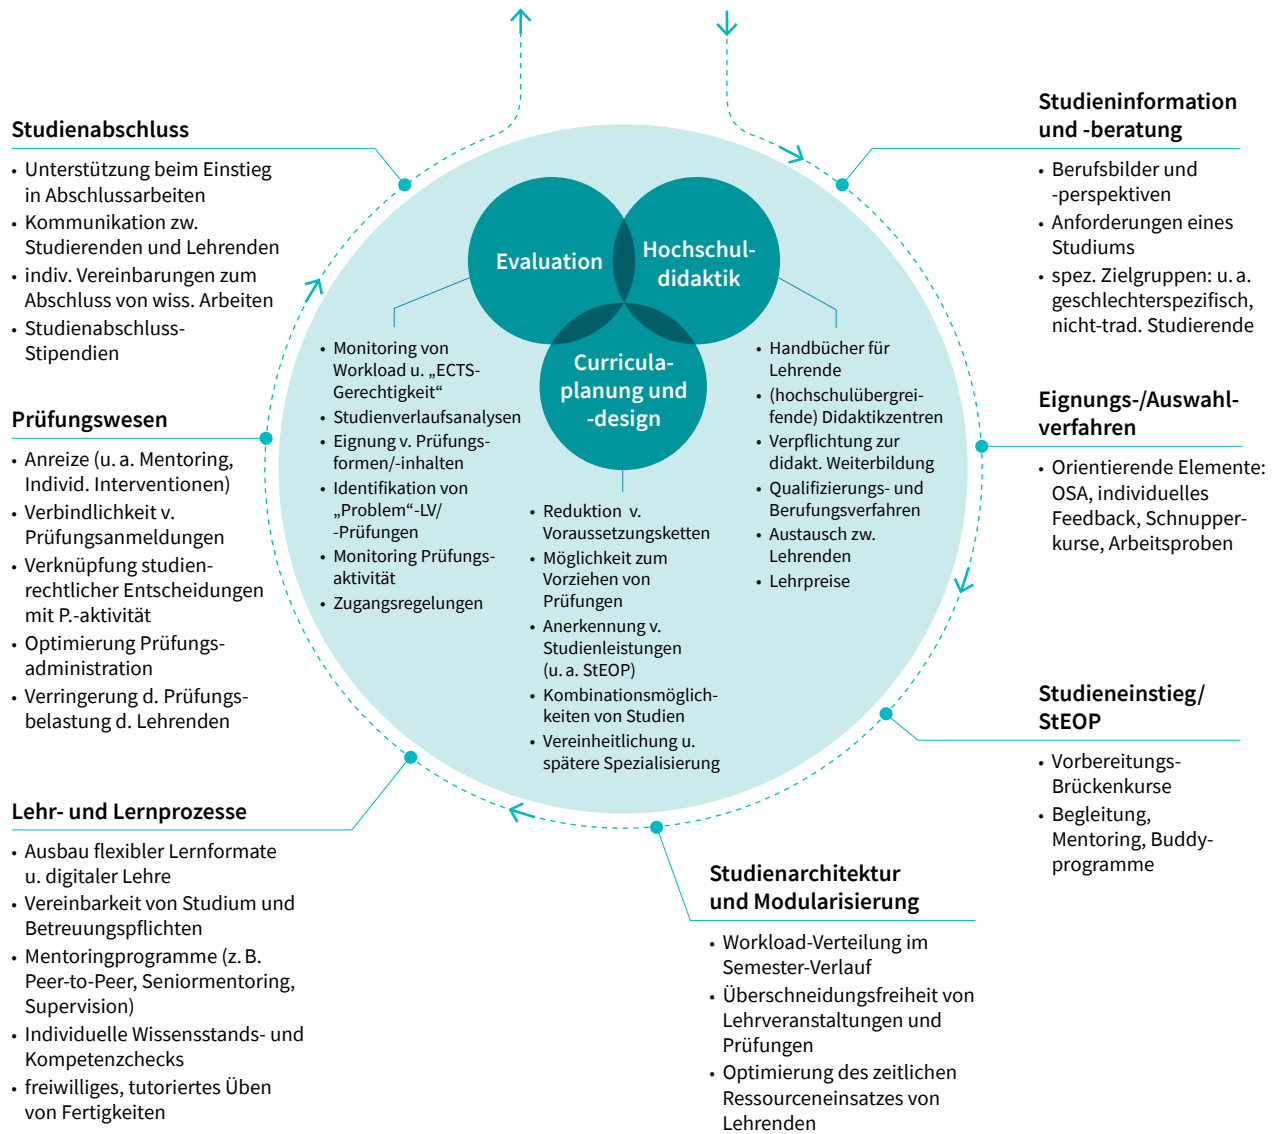 Studienabschluss
• Unterstützung beim Einstieg
in Abschlussarbeiten
• Kommunikation zw.
Studierenden und Lehrenden
• indiv. Vereinbarungen zum
Abschluss von wiss. Arbeiten
• Studienabschluss-
Stipendien
Prüfungswesen
• Anreize (u. a. Mentoring,
Individ. Interventionen)
• Verbindlichkeit v.
Prüfungsanmeldungen
• Verknüpfung studien-
rechtlicher Entscheidungen
mit P.-aktivität
• Optimierung Prüfungs-
administration
• Verringerung d. Prüfungs-
belastung d. Lehrenden
Lehr- und Lernprozesse
• Ausbau flexibler Lernformate
u. digitaler Lehre
• Vereinbarkeit von Studium und
Betreuungspflichten
• Mentoringprogramme (z. B.
Peer-to-Peer, Seniormentoring,
Supervision)
• Individuelle Wissensstands- und
Kompetenzchecks
• freiwilliges, tutoriertes Üben
von Fertigkeiten
Evaluation
• Monitoring von
Workload u. „ECTS-
Gerechtigkeit“
• Studienverlaufsanalysen
• Eignung v. Prüfungs-
formen/-inhalten
• Identifikation von
„Problem“-LV/
-Prüfungen
• Monitoring Prüfungs-
aktivität
• Zugangsregelungen
Curricula-
planung und
-design
• Reduktion v.
Voraussetzungsketten
• Möglichkeit zum
Vorziehen von
Prüfungen
• Anerkennung v.
Studienleistungen
(u. a. StEOP)
• Kombinationsmöglich-
keiten von Studien
• Vereinheitlichung u.
spätere Spezialisierung
Hochschul-
didaktik
• Handbücher für
Lehrende
• (hochschulübergrei-
fende) Didaktikzentren
• Verpflichtung zur
didakt. Weiterbildung
• Qualifizierungs- und
Berufungsverfahren
• Austausch zw.
Lehrenden
• Lehrpreise
Studieninformation
und -beratung
• Berufsbilder und
-perspektiven
• Anforderungen eines
Studiums
• spez. Zielgruppen: u. a.
geschlechterspezifisch,
nicht-trad. Studierende
Eignungs-/Auswahl-
verfahren
• Orientierende Elemente:
OSA, individuelles
Feedback, Schnupper-
kurse, Arbeitsproben
Studieneinstieg/
StEOP
• Vorbereitungs-
Brückenkurse
• Begleitung,
Mentoring, Buddy-
programme
Studienarchitektur
und Modularisierung
• Workload-Verteilung im
Semester-Verlauf
• Überschneidungsfreiheit von
Lehrveranstaltungen und
Prüfungen
• Optimierung des zeitlichen
Ressourceneinsatzes von
Lehrenden